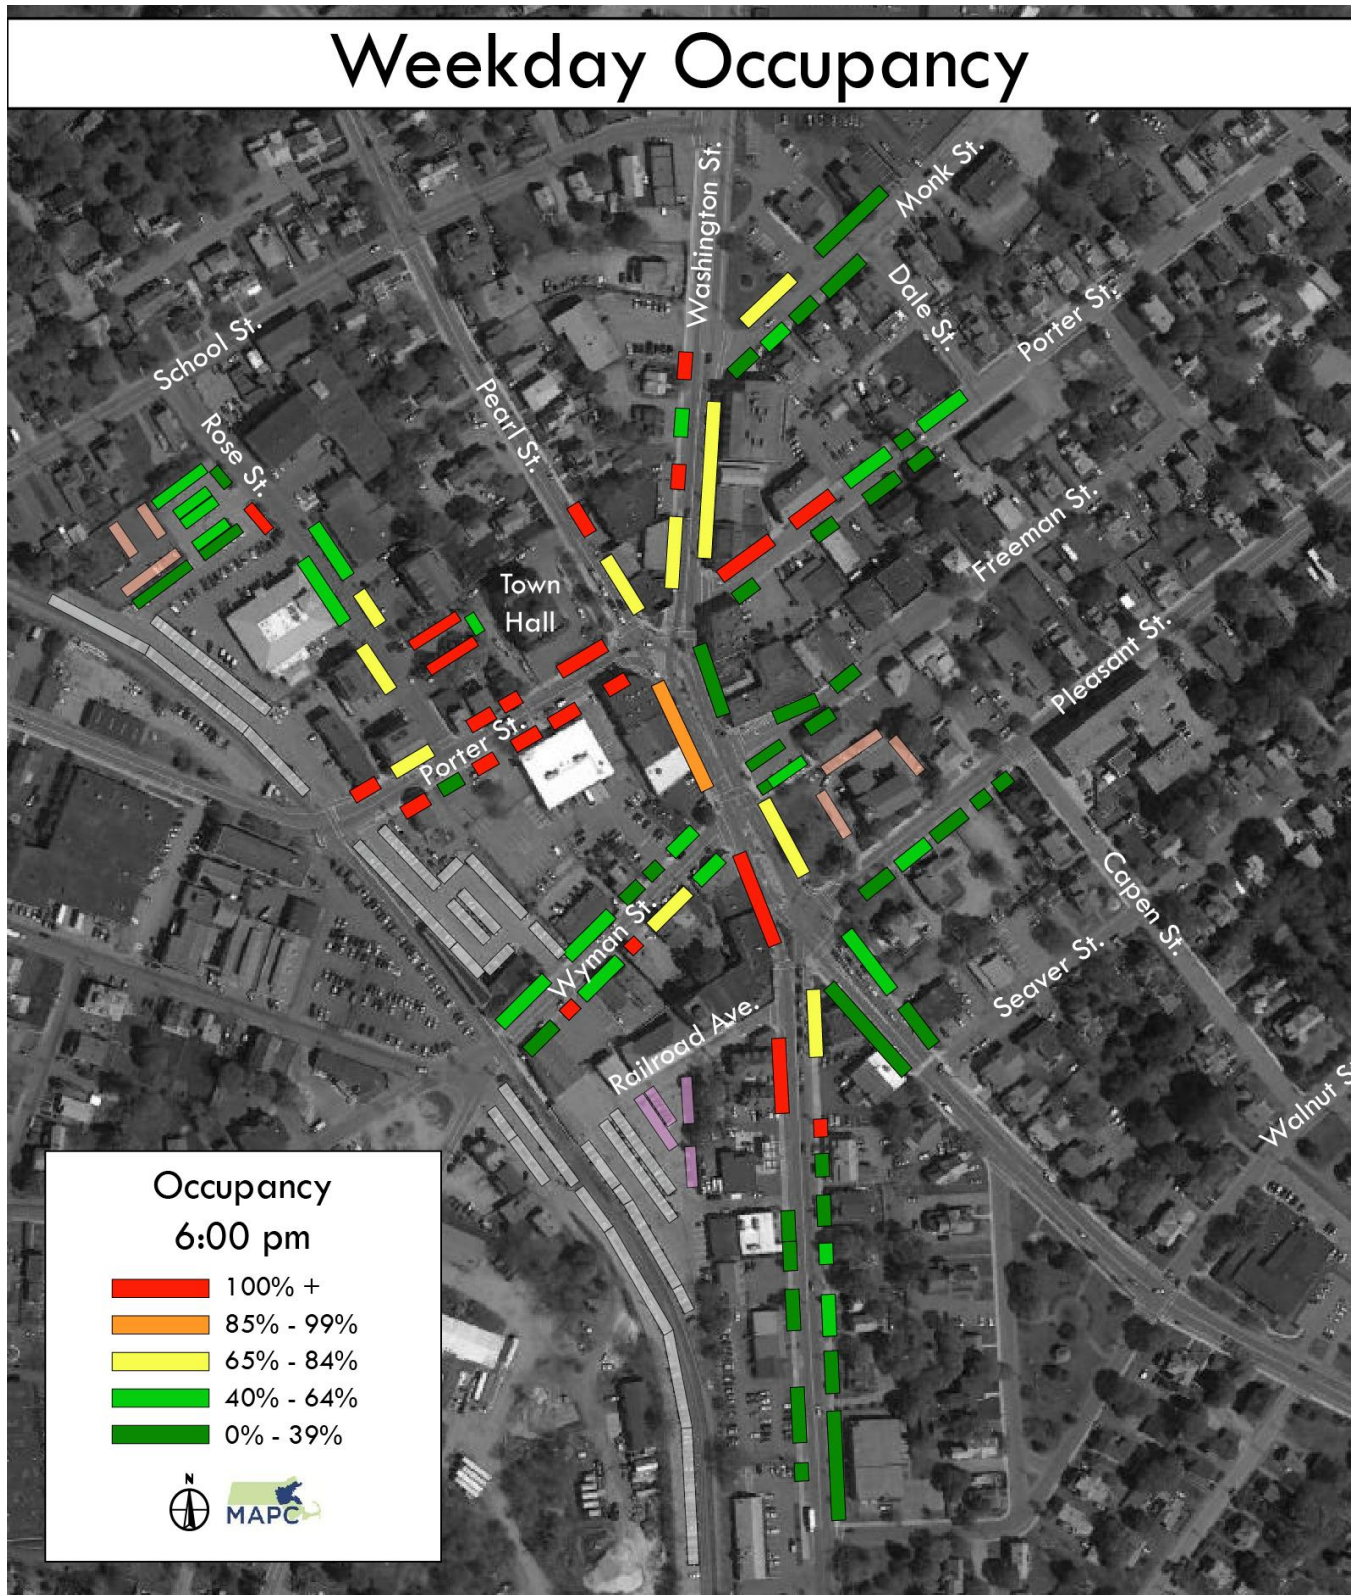 Weekday Occupancy
Washington St.
Monk St.
Dale St.
Porter St.
School St.
Pearl St.
Rose St.
Freeman St.
Town
Hall
Pleasant St.
Porter St.
Capen St.
Wyman St.
Seaver St.
Railroad Ave.
Walnut S
Occupancy
6:00 pm
100% +
85% - 99%
65% - 84%
40% - 64%
0% - 39%
N
MAPC